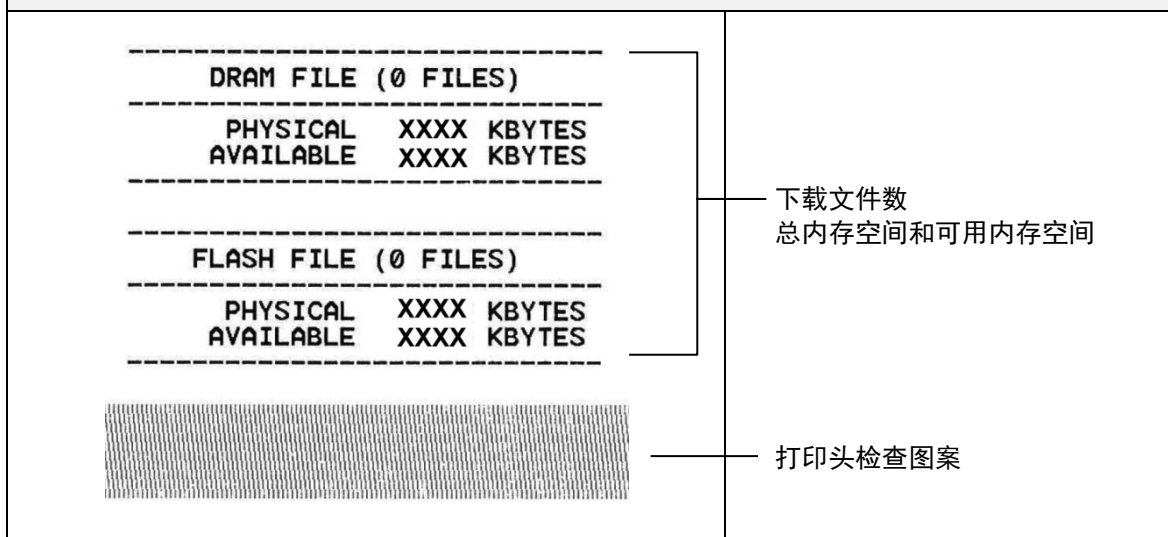 DRAM FILE (0 FILES)
PHYSICAL XXXX KBYTES
AVAILABLE XXXX KBYTES
FLASH FILE (0 FILES)
PHYSICAL XXXX KBYTES
AVAILABLE XXXX KBYTES
下载文件数
总内存空间和可用内存空间
打印头检查图案